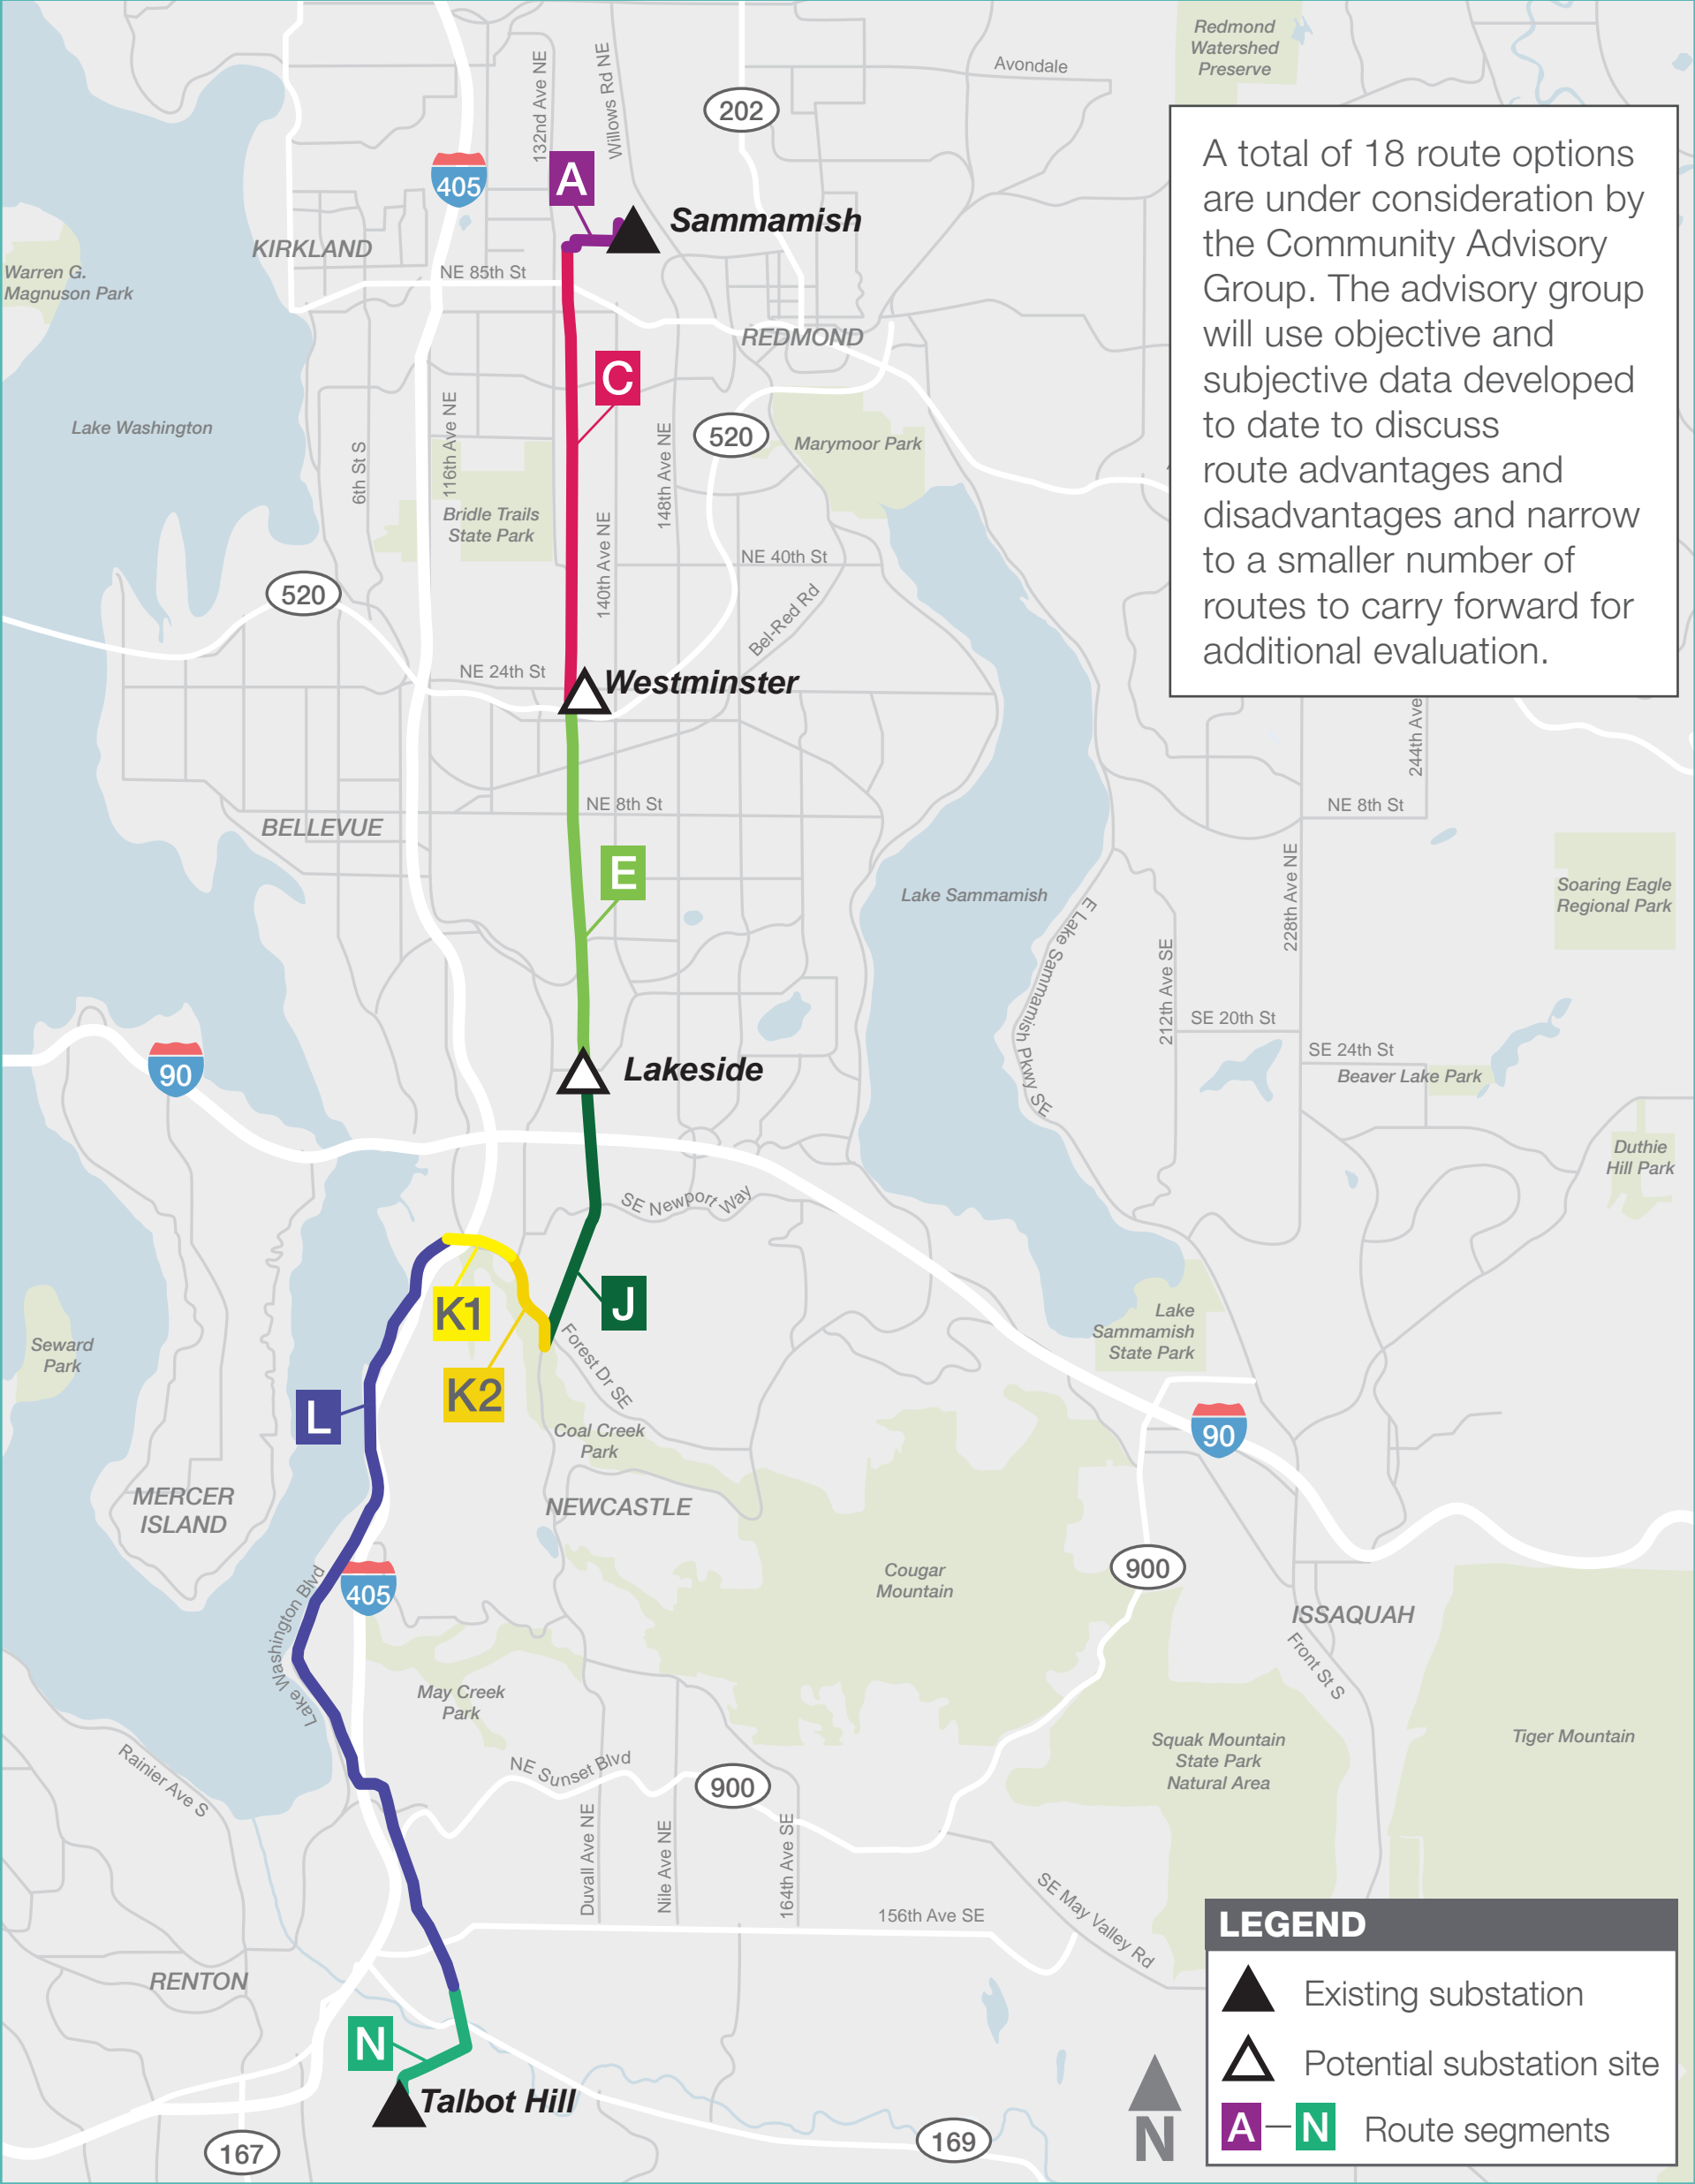 Redmond
Watershed
Preserve
Avondale
132nd Ave NE
Willows Rd NE
202
405
A
Sammamish
KIRKLAND
Warren G.
Magnuson Park
NE 85th St
REDMOND
A total of 18 route options
are under consideration by
the Community Advisory
Group. The advisory group
will use objective and
subjective data developed
to date to discuss
route advantages and
disadvantages and narrow
to a smaller number of
routes to carry forward for
additional evaluation.
C
Lake Washington
6th St S
116th Ave NE
148th Ave NE
520
Marymoor Park
Bridle Trails
State Park
140th Ave NE
NE 40th St
520
Bel-Red Rd
NE 24th St
Westminster
244th Ave
NE 8th St
NE 8th St
BELLEVUE
E
Lake Sammamish
E Lake Sammamish Pkwy SE
228th Ave NE
Soaring Eagle
Regional Park
212th Ave SE
SE 20th St
SE 24th St
Beaver Lake Park
90
Lakeside
Duthie
Hill Park
SE Newport Way
K1
J
Seward
Park
Lake
Sammamish
State Park
Forest Dr SE
K2
L
Coal Creek
Park
90
MERCER
ISLAND
NEWCASTLE
Cougar
Mountain
900
405
Lake Washington Blvd
ISSAQUAH
Front St S
May Creek
Park
Squak Mountain
State Park
Natural Area
Tiger Mountain
Rainier Ave S
NE Sunset Blvd
900
Duvall Ave NE
Nile Ave NE
164th Ave SE
156th Ave SE
SE May Valley Rd
RENTON
N
Talbot Hill
167
169
N
LEGEND
Existing substation
Potential substation site
A — N Route segments